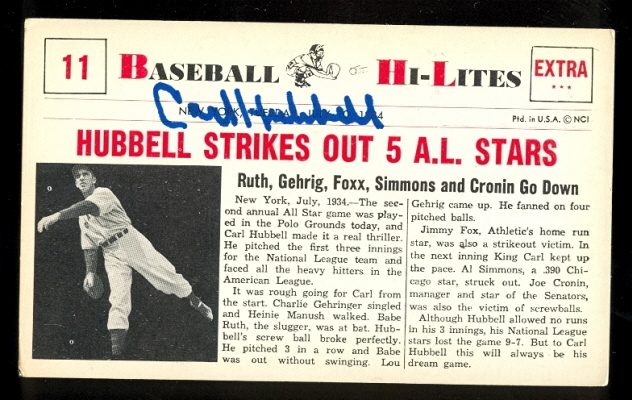 11
BASEBALL HI-LITES
EXTRA
Carl Hubbell
NEW YORK,
Ptd. in U.S.A. © NCI
HUBBELL STRIKES OUT 5 A.L. STARS
Ruth, Gehrig, Foxx, Simmons and Cronin Go Down
New York, July, 1934.—The sec-
ond annual All Star game was play-
ed in the Polo Grounds today, and
Carl Hubbell made it a real thriller.
He pitched the first three innings
for the National League team and
faced all the heavy hitters in the
American League.
It was rough going for Carl from
the start. Charlie Gehringer singled
and Heinie Manush walked. Babe
Ruth, the slugger, was at bat. Hub-
bell's screw ball broke perfectly.
He pitched 3 in a row and Babe
was out without swinging. Lou
Gehrig came up. He fanned on four
pitched balls.
Jimmy Fox, Athletic's home run
star, was also a strikeout victim. In
the next inning King Carl kept up
the pace. Al Simmons, a .390 Chi-
cago star, struck out. Joe Cronin,
manager and star of the Senators,
was also the victim of screwballs.
Although Hubbell allowed no runs
in his 3 innings, his National League
stars lost the game 9-7. But to Carl
Hubbell this will always be his
dream game.